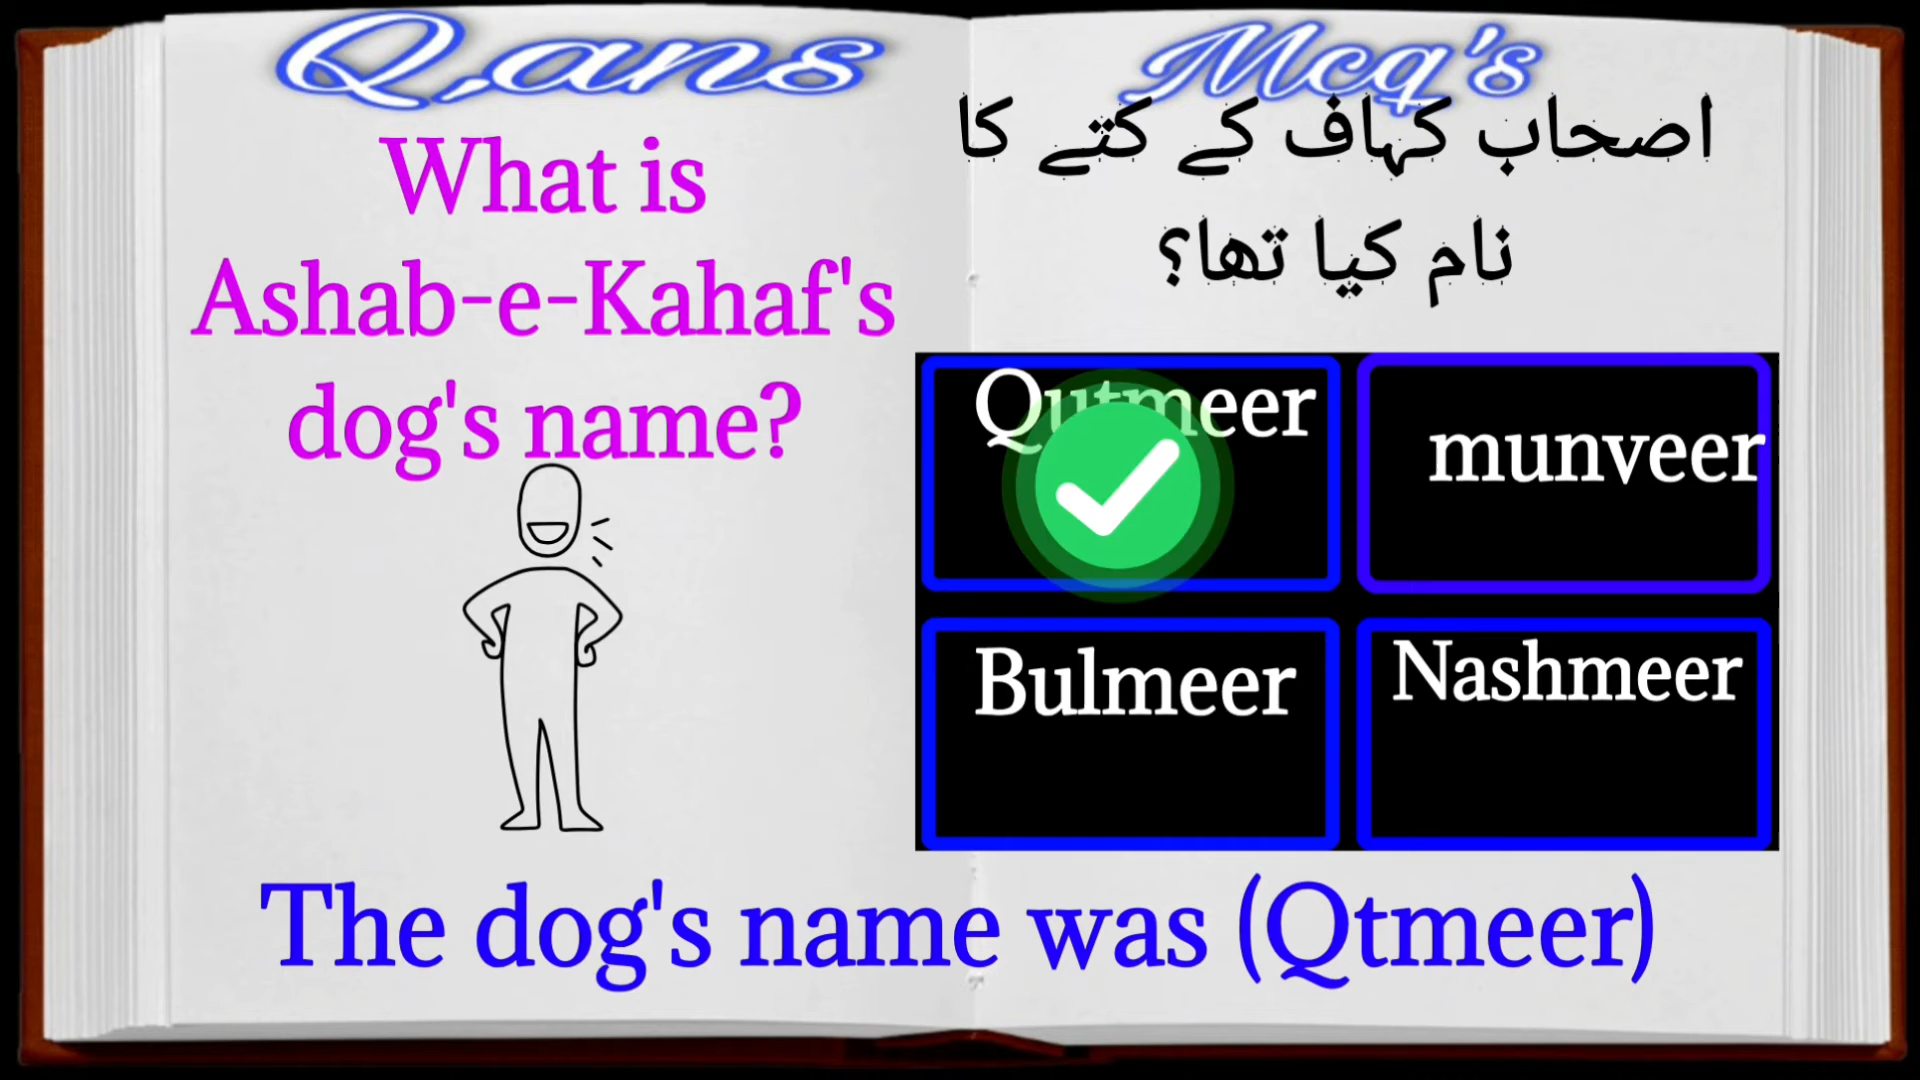 Q,ans
Mcq's
What is
Ashab-e-Kahaf's
dog's name?
اصحاب کہاف کے کتے کا
نام کیا تھا؟
Qutmeer
munveer
Bulmeer
Nashmeer
The dog's name was (Qtmeer)